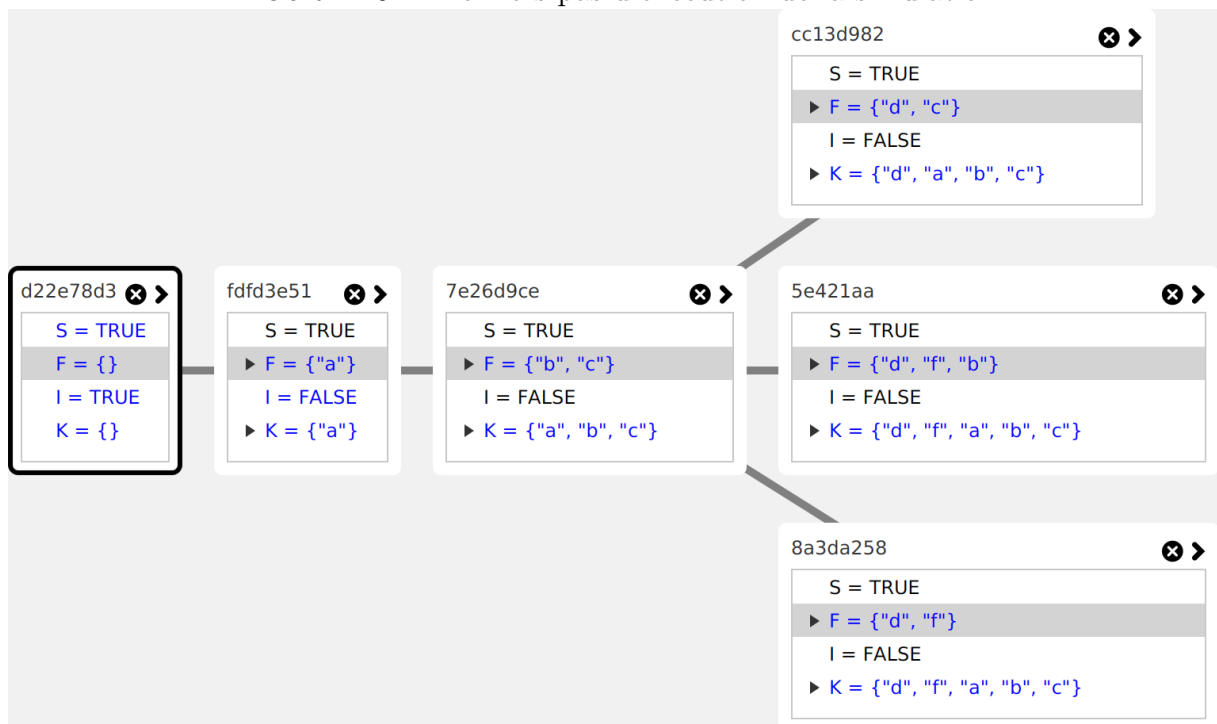 cc13d982
S = TRUE
F = {"d", "c"}
I = FALSE
K = {"d", "a", "b", "c"}
d22e78d3
S = TRUE
F = {}
I = TRUE
K = {}
fdfd3e51
S = TRUE
F = {"a"}
I = FALSE
K = {"a"}
7e26d9ce
S = TRUE
F = {"b", "c"}
I = FALSE
K = {"a", "b", "c"}
5e421aa
S = TRUE
F = {"d", "f", "b"}
I = FALSE
K = {"d", "f", "a", "b", "c"}
8a3da258
S = TRUE
F = {"d", "f"}
I = FALSE
K = {"d", "f", "a", "b", "c"}